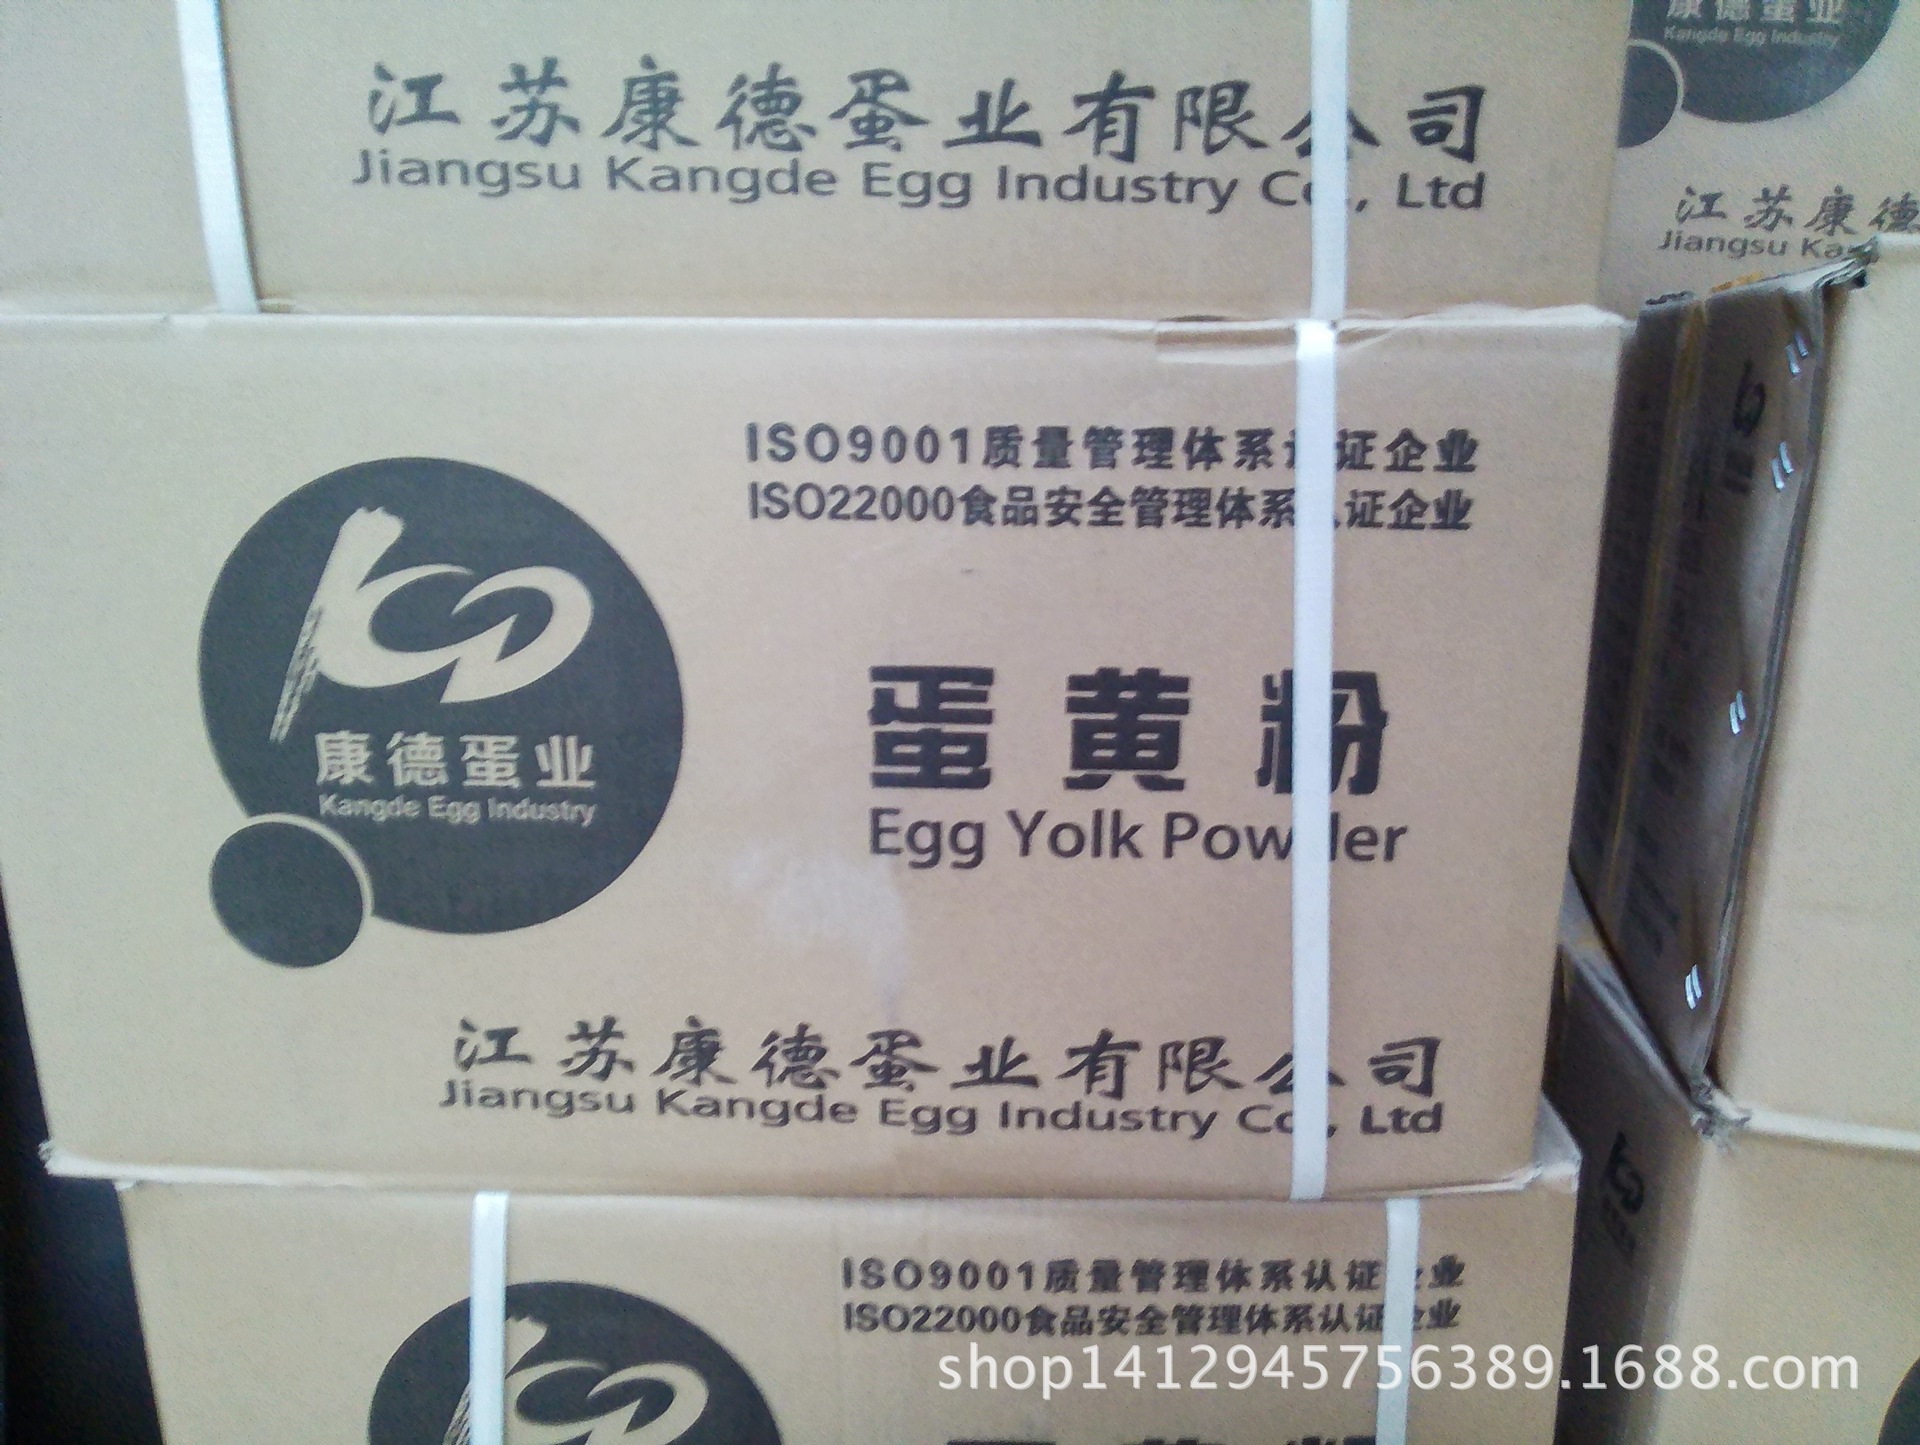 江苏康德蛋业有限公司
Jiangsu Kangde Egg Industry Co., Ltd
康德蛋业
Kangde Egg Industry
江苏康德
Jiangsu
ISO9001质量管理体系认证企业
ISO22000食品安全管理体系认证企业
KD
康德蛋业
Kangde Egg Industry
蛋黄粉
Egg Yolk Powder
江苏康德蛋业有限公司
Jiangsu Kangde Egg Industry Co., Ltd
ISO9001质量管理体系认证企业
ISO22000食品安全管理体系认证企业
shop1412945756389.1688.com